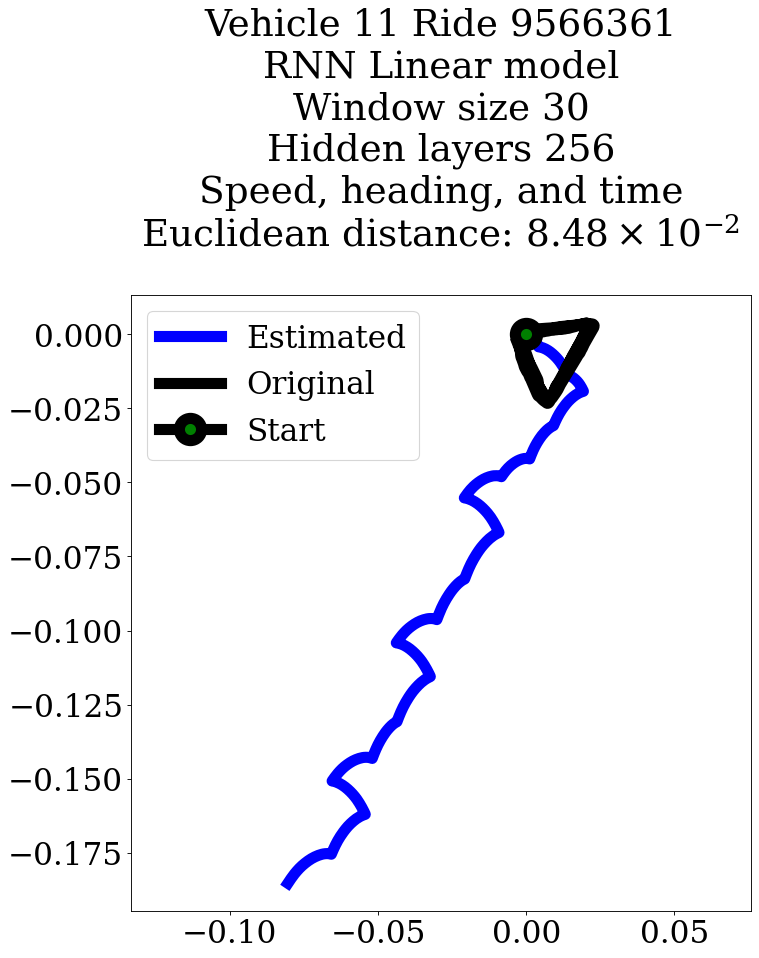 Vehicle 11 Ride 9566361
RNN Linear model
Window size 30
Hidden layers 256
Speed, heading, and time
Euclidean distance: 8.48 × 10⁻²
Estimated
Original
Start
0.000
−0.025
−0.050
−0.075
−0.100
−0.125
−0.150
−0.175
−0.10 −0.05 0.00 0.05